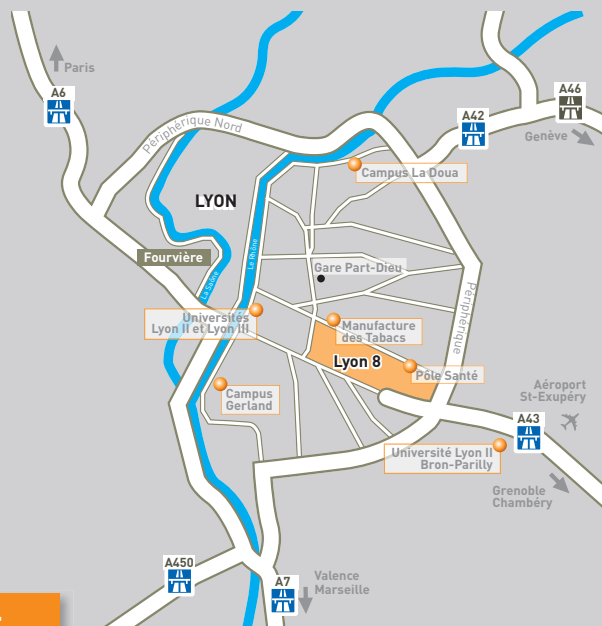 Paris
A6
A46
A42
Genève
Périphérique Nord
Campus La Doua
LYON
Le Rhône
Fourvière
Gare Part-Dieu
La Saône
Périphérique
Universités
Lyon II et Lyon III
Manufacture
des Tabacs
Lyon 8
Pôle Santé
Campus
Gerland
Aéroport
St-Exupéry
A43
Université Lyon II
Bron-Parilly
Grenoble
Chambéry
A450
A7
Valence
Marseille